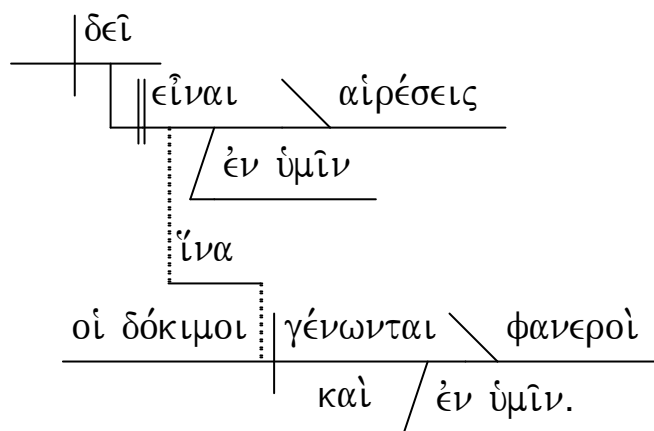 δεῖ
εἶναι αἱρέσεις
ἐν ὑμῖν
ἵνα
οἱ δόκιμοι γένωνται φανεροὶ
καὶ ἐν ὑμῖν.